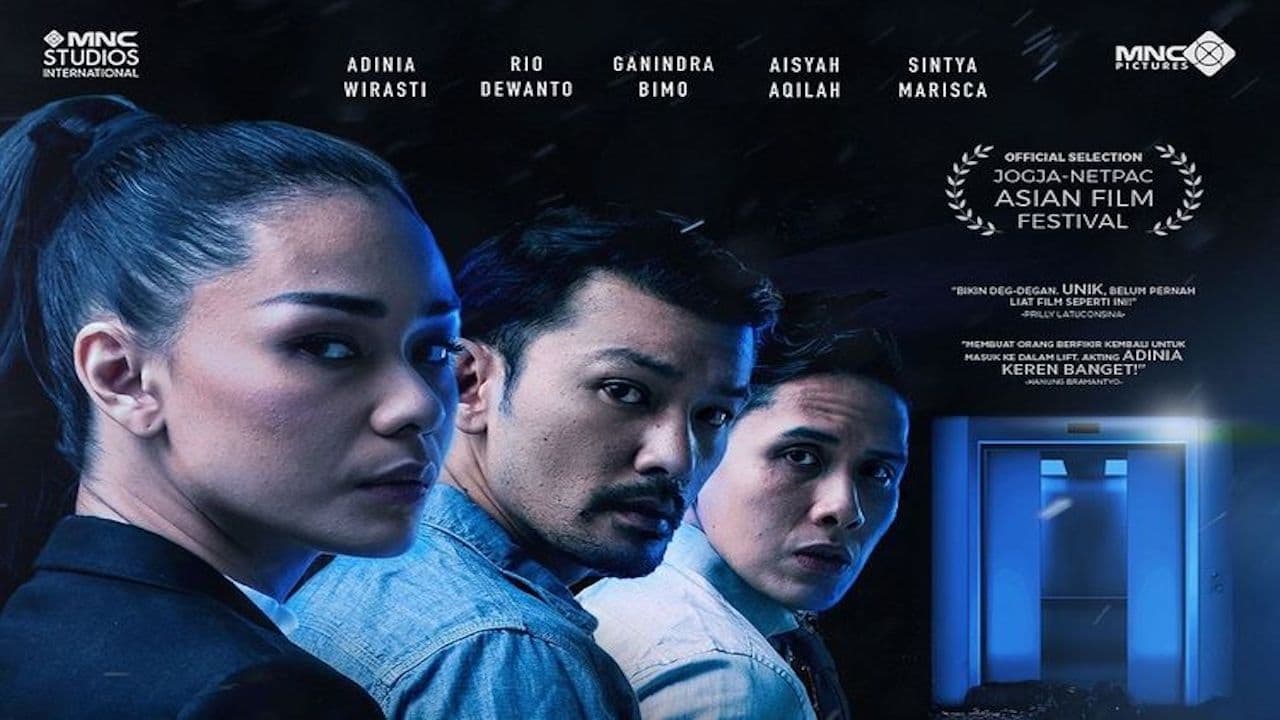 MNC
STUDIOS
INTERNATIONAL
ADINIA
WIRASTI
RIO
DEWANTO
GANINDRA
BIMO
AISYAH
AQILAH
SINTYA
MARISCA
MNC
PICTURES
OFFICIAL SELECTION
JOGJA-NETPAC
ASIAN FILM
FESTIVAL
"BIKIN DEG-DEGAN. UNIK, BELUM PERNAH
LIAT FILM SEPERTI INI!"
-PRILLY LATUCONSINA-
"MEMBUAT ORANG BERFIKIR KEMBALI UNTUK
MASUK KE DALAM LIFT. AKTING ADINIA
KEREN BANGET!"
-HANUNG BRAMANTYO-